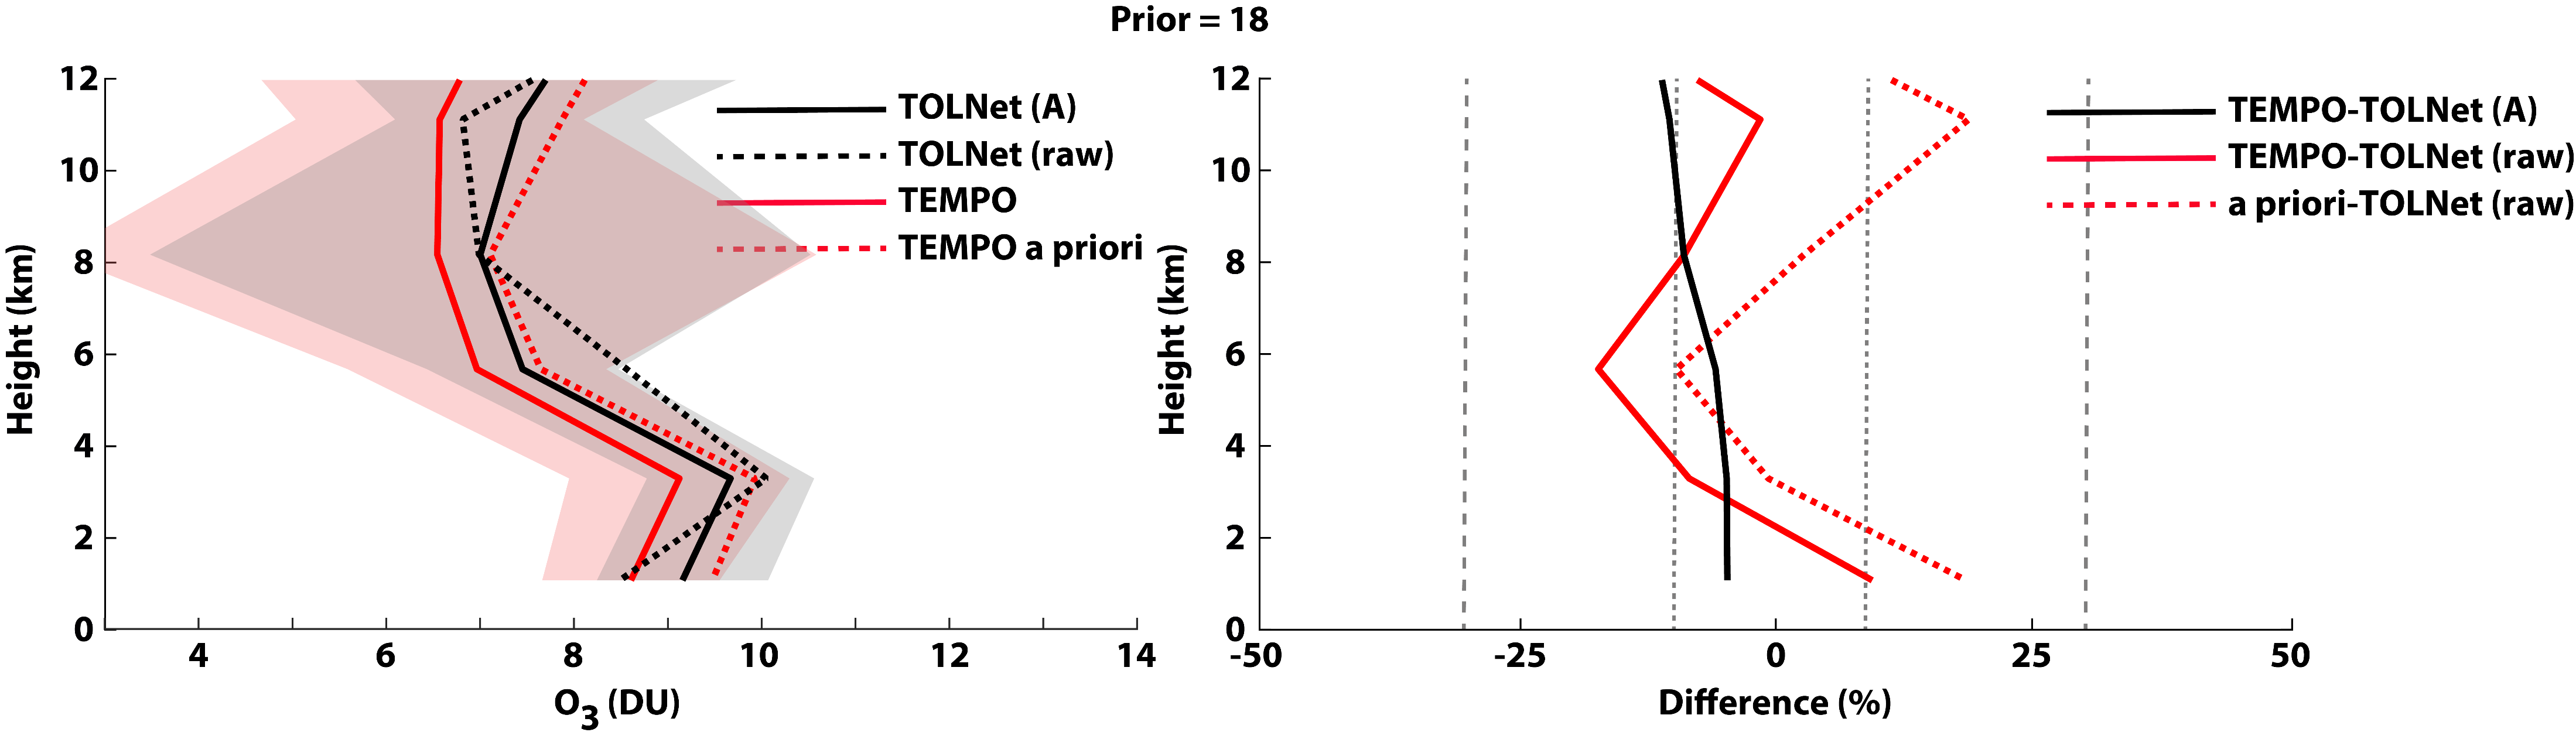 Prior = 18
12
10
8
6
4
2
0
Height (km)
4 6 8 10 12 14
O3 (DU)
TOLNet (A)
TOLNet (raw)
TEMPO
TEMPO a priori
12
10
8
6
4
2
0
Height (km)
-50 -25 0 25 50
Difference (%)
TEMPO-TOLNet (A)
TEMPO-TOLNet (raw)
a priori-TOLNet (raw)